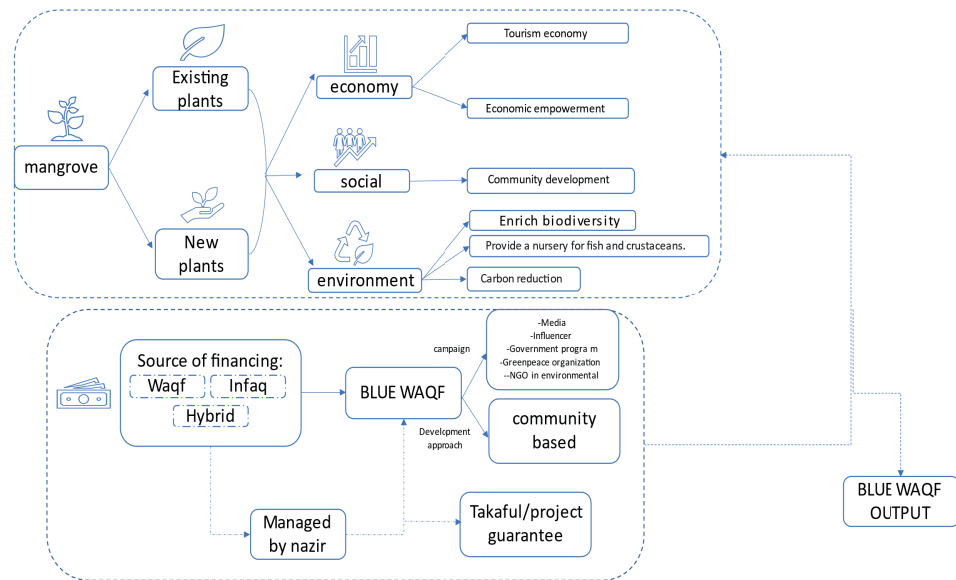 Tourism economy
Existing
plants
economy
Economic empowerment
mangrove
social
Community development
New
plants
Enrich biodiversity
Provide a nursery for fish and crustaceans.
environment
Carbon reduction
Source of financing:
Waqf
Infaq
Hybrid
BLUE WAQF
campaign
-Media
-Influencer
-Government progra m
-Greenpeace organization
--NGO in environmental
Development
approach
community
based
Managed
by nazir
Takaful/project
guarantee
BLUE WAQF
OUTPUT